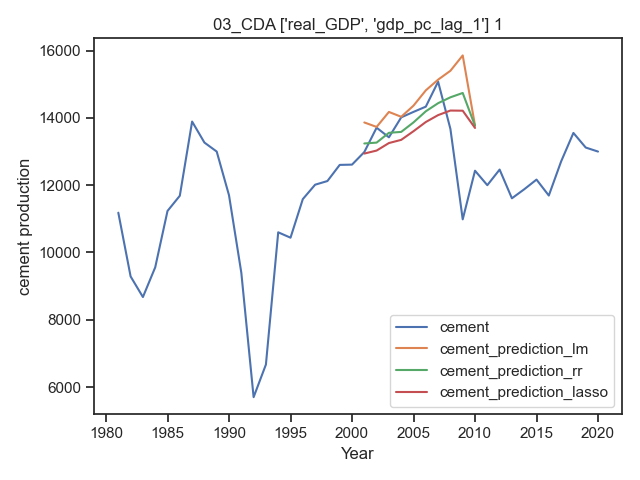 03_CDA ['real_GDP', 'gdp_pc_lag_1'] 1
16000
14000
12000
10000
8000
6000
cement production
cement
cement_prediction_lm
cement_prediction_rr
cement_prediction_lasso
1980 1985 1990 1995 2000 2005 2010 2015 2020
Year